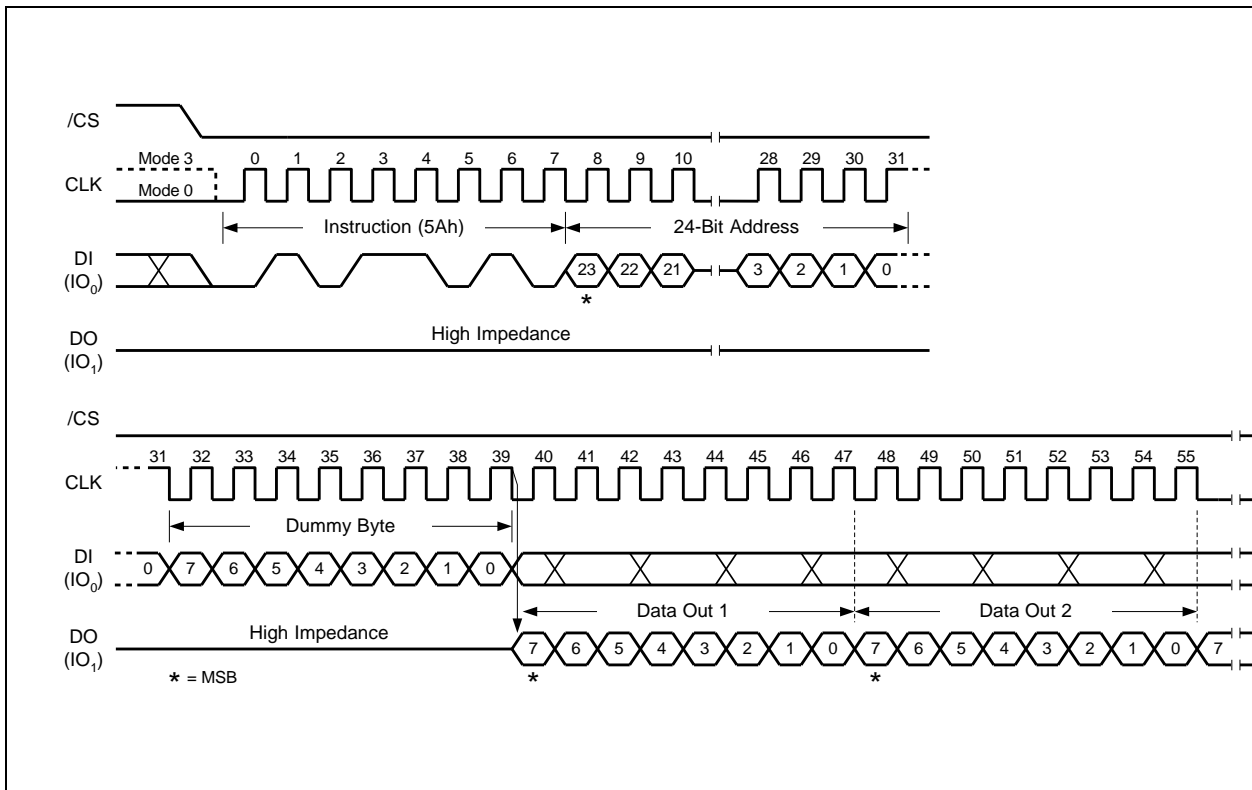 /CS
Mode 3 0 1 2 3 4 5 6 7 8 9 10 28 29 30 31
CLK
Mode 0
Instruction (5Ah) 24-Bit Address
DI
(IO0) 23 22 21 3 2 1 0
*
High Impedance
DO
(IO1)
/CS
31 32 33 34 35 36 37 38 39 40 41 42 43 44 45 46 47 48 49 50 51 52 53 54 55
CLK
Dummy Byte
DI
(IO0) 0 7 6 5 4 3 2 1 0
Data Out 1 Data Out 2
High Impedance
DO
(IO1) 7 6 5 4 3 2 1 0 7 6 5 4 3 2 1 0 7
* = MSB * *